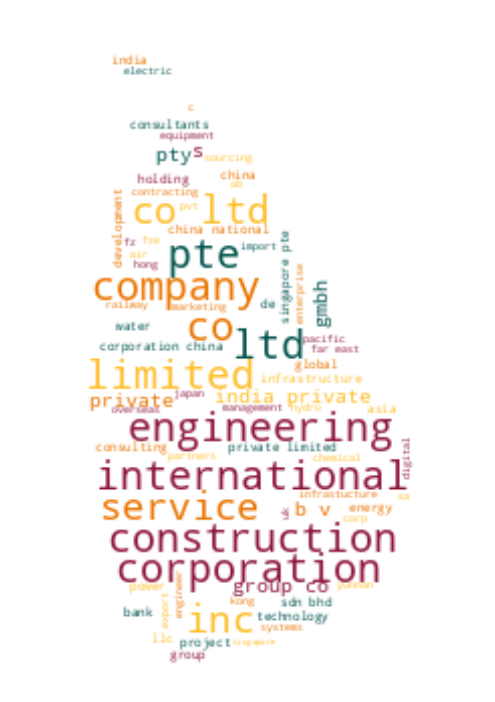 india
electric
c
consultants
equipment
pty
s
sourcing
holding
china
ab
contracting
development
co ltd
pvt
china national
fz
fze
pte
import
singapore pte
air
hong
company
enterprise
gmbh
railway
marketing
de
water
co
ltd
pacific
corporation china
far east
limited
global
infrastructure
private
japan
india private
overseas
management
hydro
asia
engineering
consulting
private limited
digital
partners
chemical
international
service
infrastucture
sa
uk
b v
energy
corp
construction
corporation
power
engineer
group co
yunnan
export
kong
sdn bhd
bank
inc
technology
systems
llc
project
singapore
group